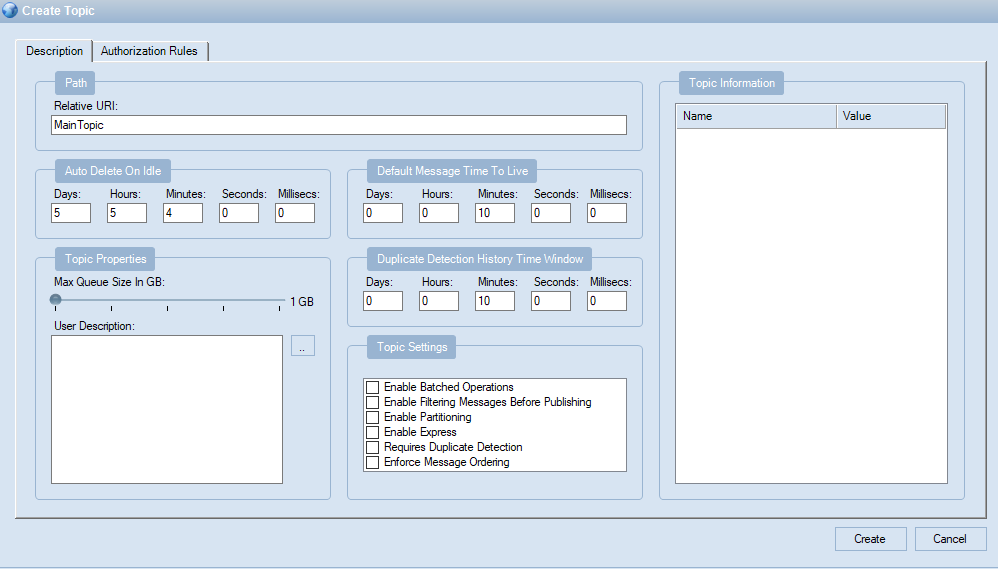 Create Topic
Description Authorization Rules
Path
Relative URI:
MainTopic
Auto Delete On Idle
Days: Hours: Minutes: Seconds: Millisecs:
5 5 4 0 0
Default Message Time To Live
Days: Hours: Minutes: Seconds: Millisecs:
0 0 10 0 0
Topic Properties
Max Queue Size In GB:
1 GB
User Description:
..
Duplicate Detection History Time Window
Days: Hours: Minutes: Seconds: Millisecs:
0 0 10 0 0
Topic Settings
Enable Batched Operations
Enable Filtering Messages Before Publishing
Enable Partitioning
Enable Express
Requires Duplicate Detection
Enforce Message Ordering
Topic Information
Name Value
Create Cancel